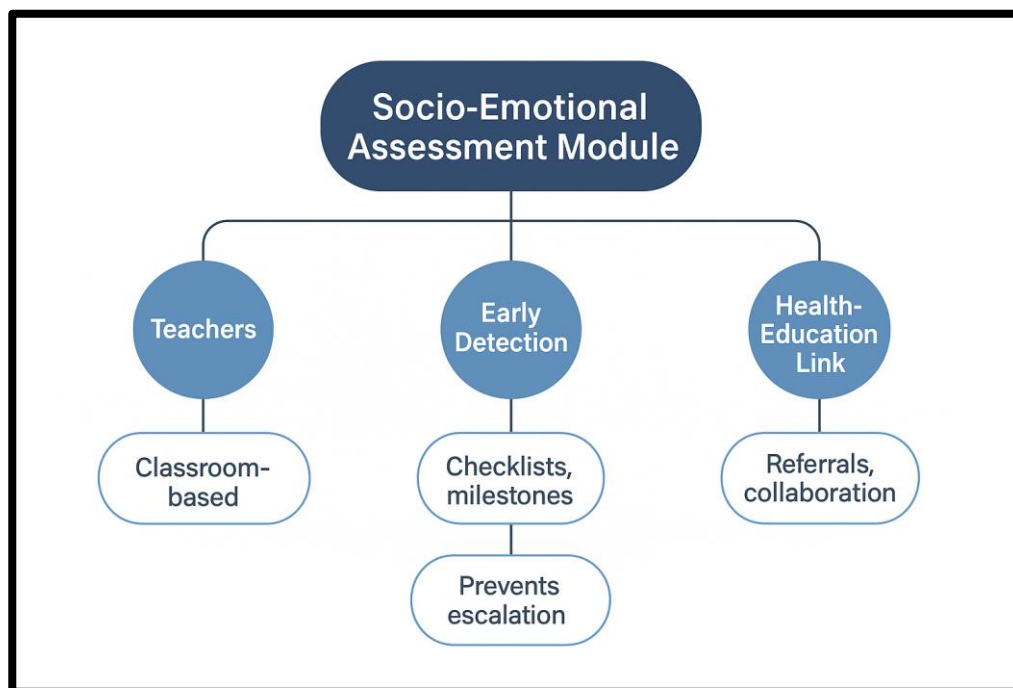 Socio-Emotional
Assessment Module
Teachers
Early
Detection
Health-
Education
Link
Classroom-
based
Checklists,
milestones
Referrals,
collaboration
Prevents
escalation